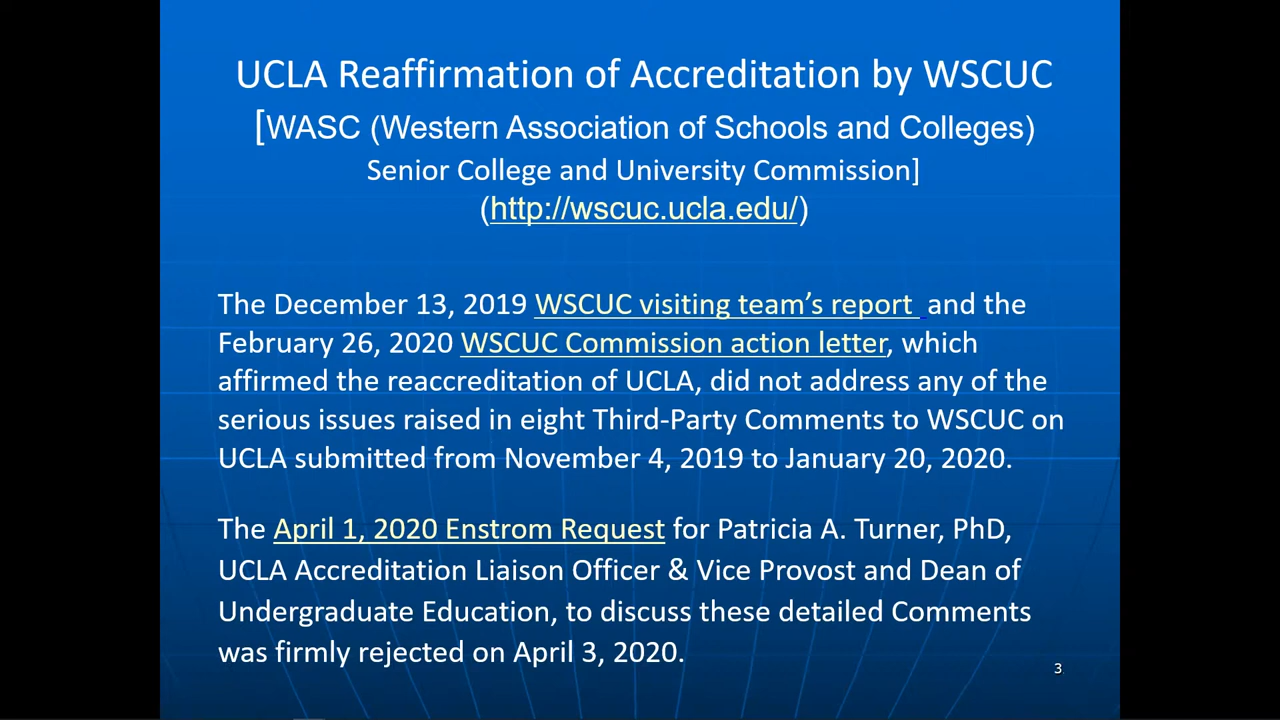 UCLA Reaffirmation of Accreditation by WSCUC
[WASC (Western Association of Schools and Colleges)
Senior College and University Commission]
(http://wscuc.ucla.edu/)
The December 13, 2019 WSCUC visiting team’s report and the
February 26, 2020 WSCUC Commission action letter, which
affirmed the reaccreditation of UCLA, did not address any of the
serious issues raised in eight Third-Party Comments to WSCUC on
UCLA submitted from November 4, 2019 to January 20, 2020.
The April 1, 2020 Enstrom Request for Patricia A. Turner, PhD,
UCLA Accreditation Liaison Officer & Vice Provost and Dean of
Undergraduate Education, to discuss these detailed Comments
was firmly rejected on April 3, 2020.
3